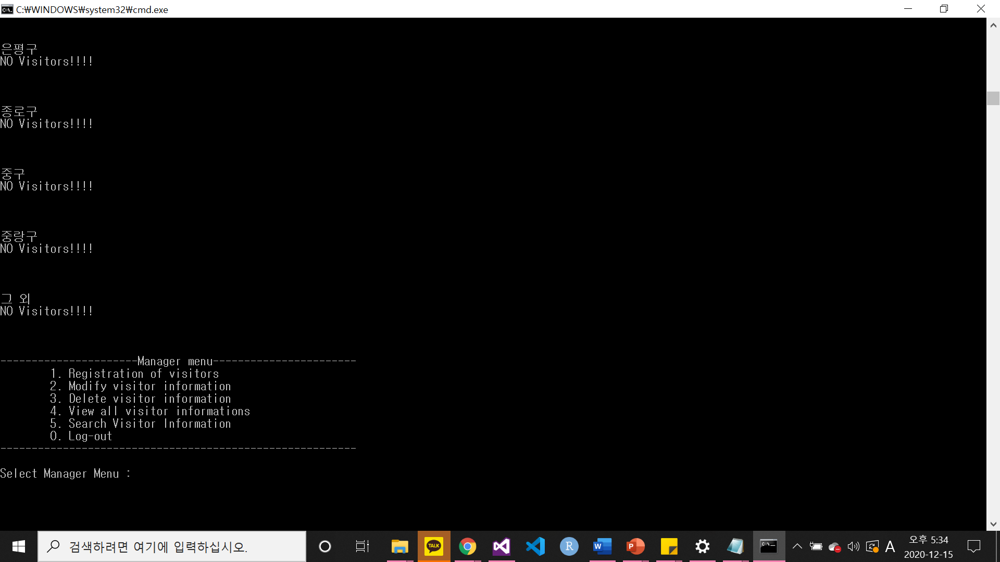 C:₩WINDOWS₩system32₩cmd.exe
은평구
NO Visitors!!!!
종로구
NO Visitors!!!!
중구
NO Visitors!!!!
중랑구
NO Visitors!!!!
그 외
NO Visitors!!!!
----------------------Manager menu-----------------------
1. Registration of visitors
2. Modify visitor information
3. Delete visitor information
4. View all visitor informations
5. Search Visitor Information
0. Log-out
---------------------------------------------------------
Select Manager Menu :
검색하려면 여기에 입력하십시오.
TALK
R
W
P
A
오후 5:34
2020-12-15